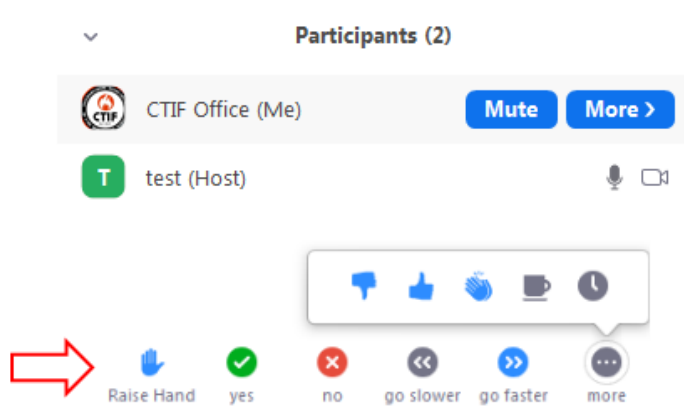 Participants (2)
CTIF
CTIF Office (Me)
Mute
More >
T
test (Host)
Raise Hand
yes
no
go slower
go faster
more